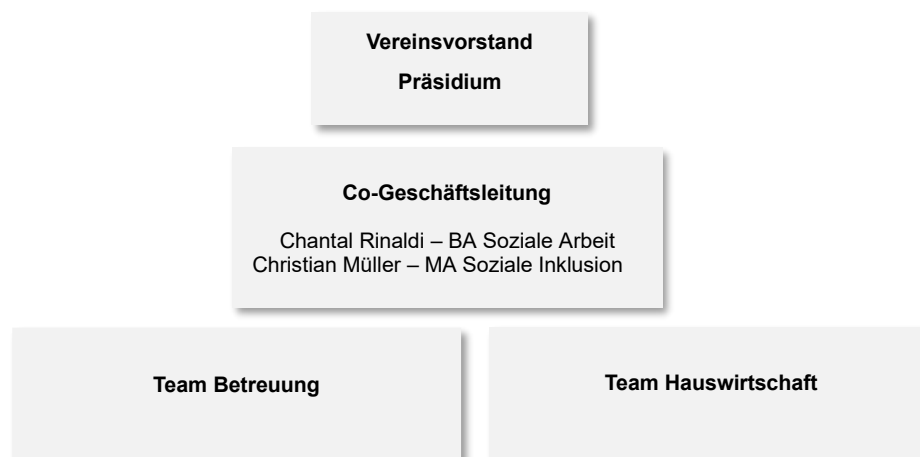 Vereinsvorstand
Präsidium
Co-Geschäftsleitung
Chantal Rinaldi – BA Soziale Arbeit
Christian Müller – MA Soziale Inklusion
Team Betreuung
Team Hauswirtschaft